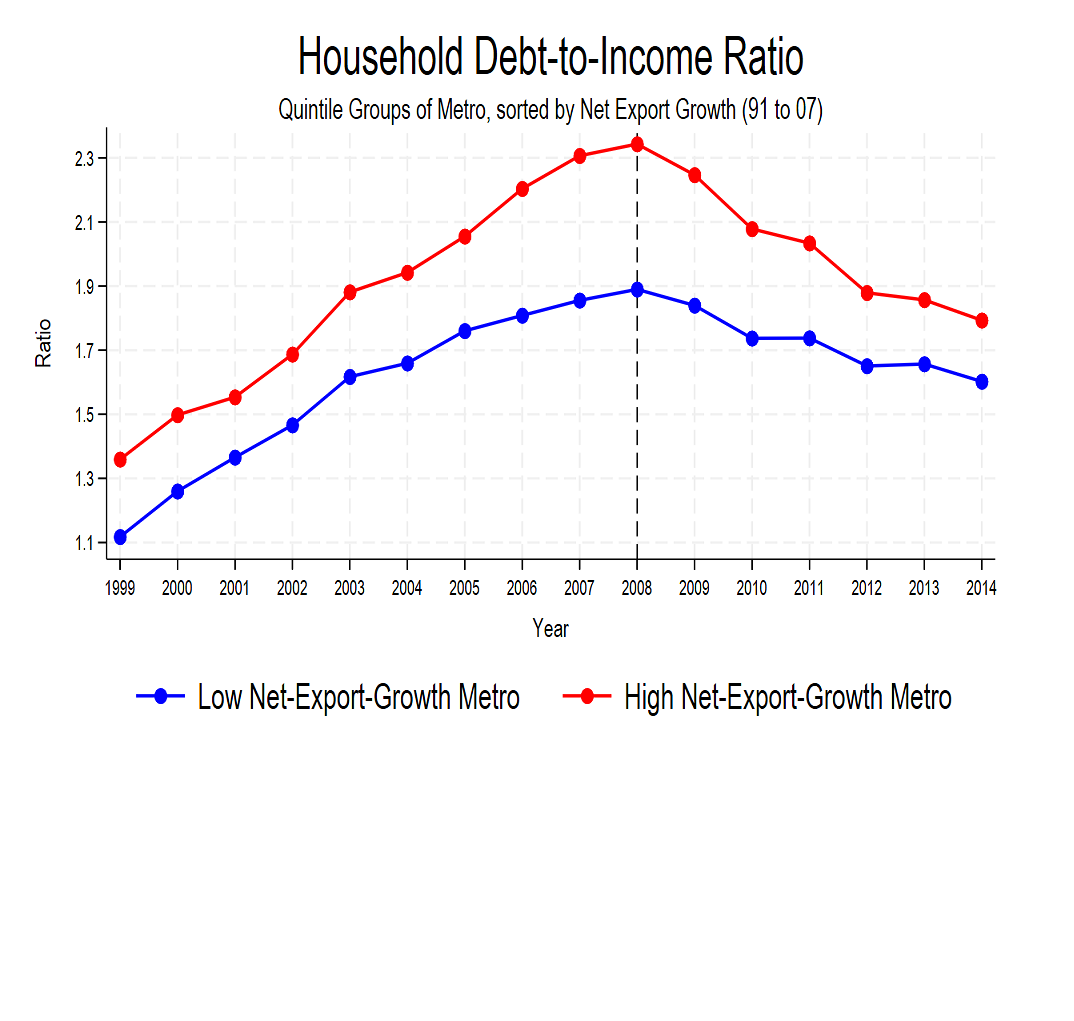 Household Debt-to-Income Ratio
Quintile Groups of Metro, sorted by Net Export Growth (91 to 07)
2.3
2.1
1.9
1.7
1.5
1.3
1.1
Ratio
1999 2000 2001 2002 2003 2004 2005 2006 2007 2008 2009 2010 2011 2012 2013 2014
Year
Low Net-Export-Growth Metro High Net-Export-Growth Metro